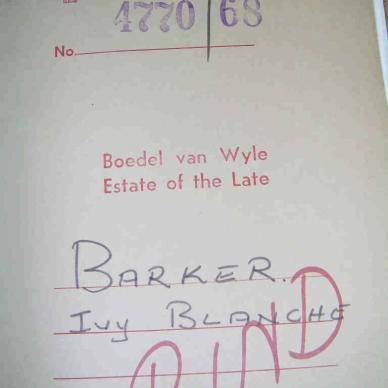 4770/68
No.
Boedel van Wyle
Estate of the Late
BARKER.
Ivy BLANCHE